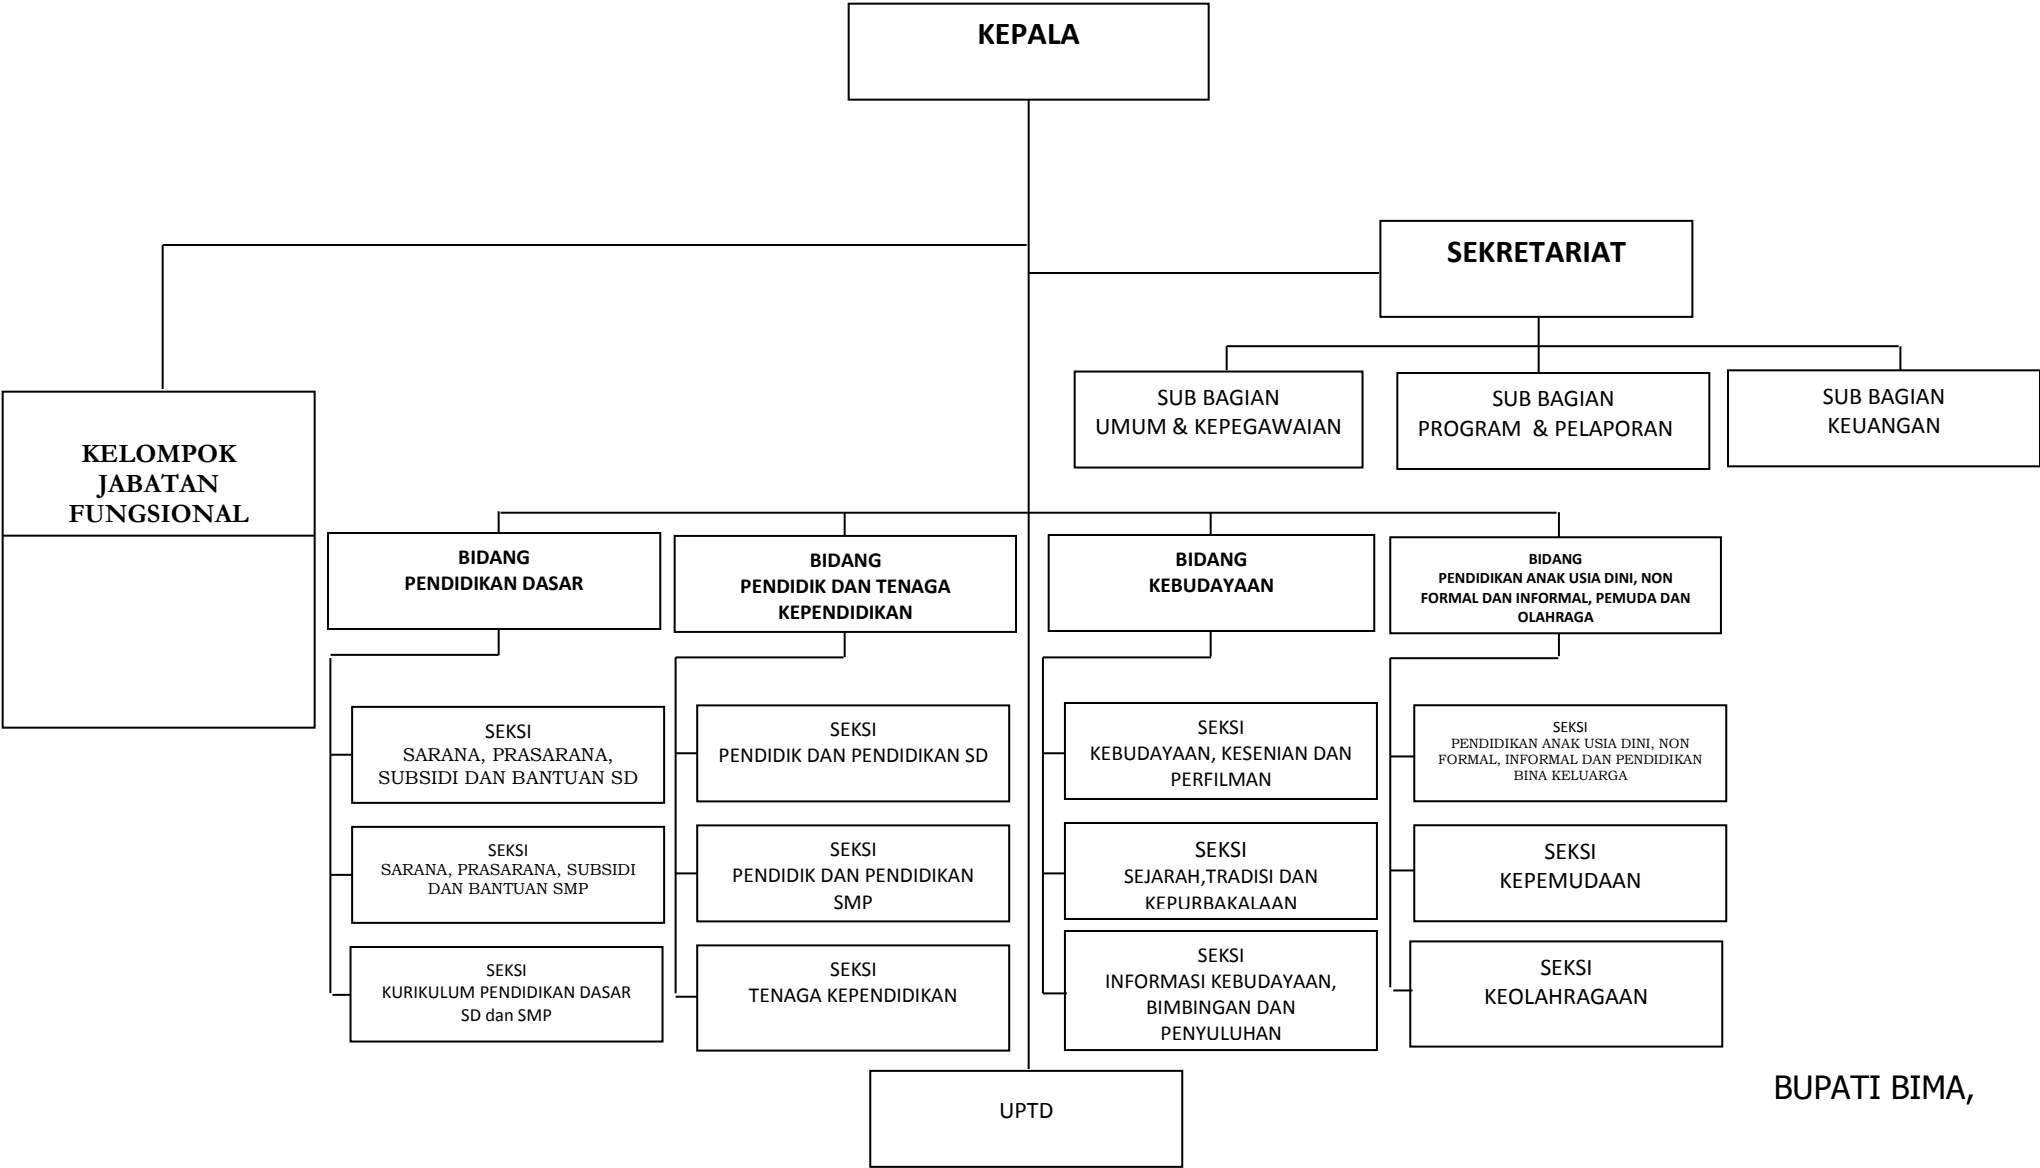 KEPALA
SEKRETARIAT
SUB BAGIAN
UMUM & KEPEGAWAIAN
SUB BAGIAN
PROGRAM & PELAPORAN
SUB BAGIAN
KEUANGAN
KELOMPOK
JABATAN
FUNGSIONAL
BIDANG
PENDIDIKAN DASAR
BIDANG
PENDIDIK DAN TENAGA
KEPENDIDIKAN
BIDANG
KEBUDAYAAN
BIDANG
PENDIDIKAN ANAK USIA DINI, NON
FORMAL DAN INFORMAL, PEMUDA DAN
OLAHRAGA
SEKSI
SARANA, PRASARANA,
SUBSIDI DAN BANTUAN SD
SEKSI
PENDIDIK DAN PENDIDIKAN SD
SEKSI
KEBUDAYAAN, KESENIAN DAN
PERFILMAN
SEKSI
PENDIDIKAN ANAK USIA DINI, NON
FORMAL, INFORMAL DAN PENDIDIKAN
BINA KELUARGA
SEKSI
SARANA, PRASARANA, SUBSIDI
DAN BANTUAN SMP
SEKSI
PENDIDIK DAN PENDIDIKAN
SMP
SEKSI
SEJARAH,TRADISI DAN
KEPURBAKALAAN
SEKSI
KEPEMUDAAN
SEKSI
KURIKULUM PENDIDIKAN DASAR
SD dan SMP
SEKSI
TENAGA KEPENDIDIKAN
SEKSI
INFORMASI KEBUDAYAAN,
BIMBINGAN DAN
PENYULUHAN
SEKSI
KEOLAHRAGAAN
UPTD
BUPATI BIMA,